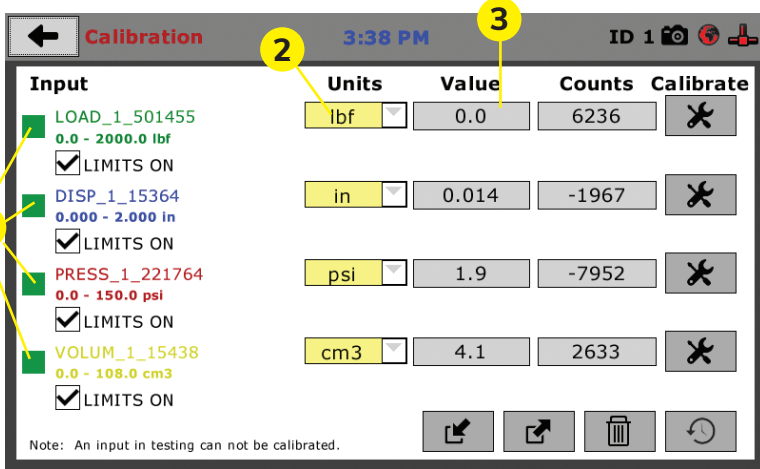 Calibration 3:38 PM ID 1
2
3
Input Units Value Counts Calibrate
LOAD_1_501455 lbf 0.0 6236
0.0 - 2000.0 lbf
LIMITS ON
DISP_1_15364 in 0.014 -1967
0.000 - 2.000 in
LIMITS ON
PRESS_1_221764 psi 1.9 -7952
0.0 - 150.0 psi
LIMITS ON
VOLUM_1_15438 cm3 4.1 2633
0.0 - 108.0 cm3
LIMITS ON
Note: An input in testing can not be calibrated.